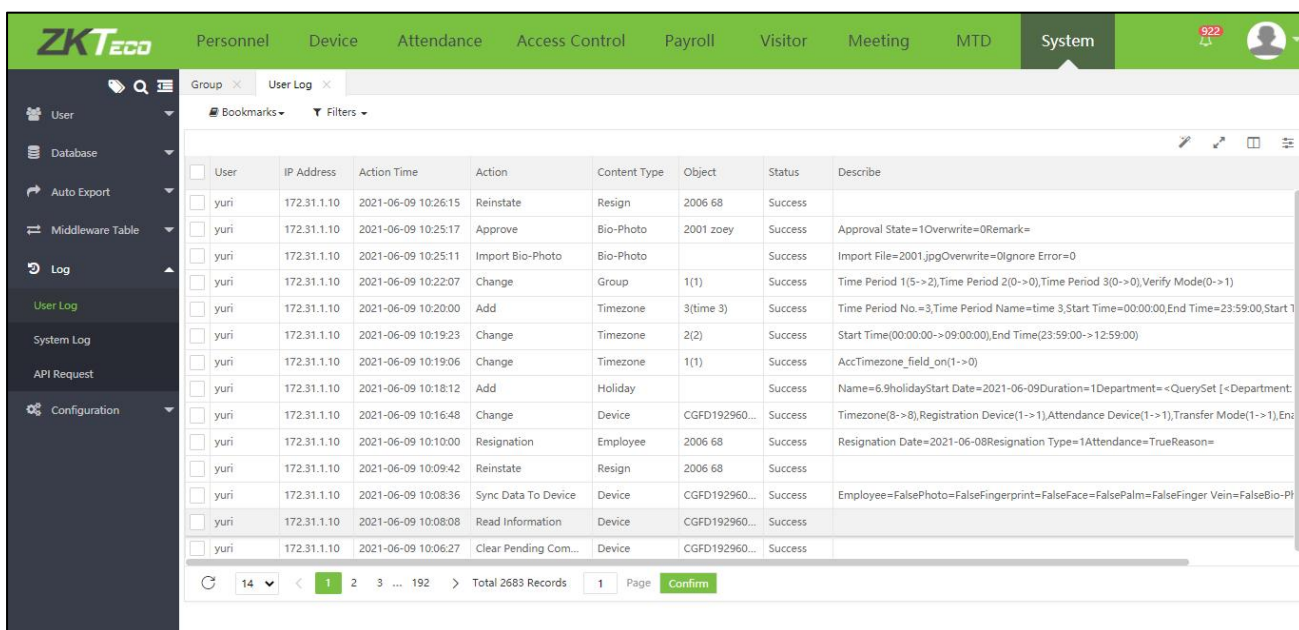 ZKTeco Personnel Device Attendance Access Control Payroll Visitor Meeting MTD System 922
Group User Log
Bookmarks Filters
User
Database
Auto Export
Middleware Table
Log
User Log
System Log
API Request
Configuration
User IP Address Action Time Action Content Type Object Status Describe
yuri 172.31.1.10 2021-06-09 10:26:15 Reinstate Resign 2006 68 Success
yuri 172.31.1.10 2021-06-09 10:25:17 Approve Bio-Photo 2001 zoey Success Approval State=1Overwrite=0Remark=
yuri 172.31.1.10 2021-06-09 10:25:11 Import Bio-Photo Bio-Photo Success Import File=2001.jpgOverwrite=0Ignore Error=0
yuri 172.31.1.10 2021-06-09 10:22:07 Change Group 1(1) Success Time Period 1(5->2),Time Period 2(0->0),Time Period 3(0->0),Verify Mode(0->1)
yuri 172.31.1.10 2021-06-09 10:20:00 Add Timezone 3(time 3) Success Time Period No.=3,Time Period Name=time 3,Start Time=00:00:00,End Time=23:59:00,Start
yuri 172.31.1.10 2021-06-09 10:19:23 Change Timezone 2(2) Success Start Time(00:00:00->09:00:00),End Time(23:59:00->12:59:00)
yuri 172.31.1.10 2021-06-09 10:19:06 Change Timezone 1(1) Success AccTimezone_field_on(1->0)
yuri 172.31.1.10 2021-06-09 10:18:12 Add Holiday Success Name=6.9holidayStart Date=2021-06-09Duration=1Department=<QuerySet [<Department:
yuri 172.31.1.10 2021-06-09 10:16:48 Change Device CGFD192960... Success Timezone(8->8),Registration Device(1->1),Attendance Device(1->1),Transfer Mode(1->1),Ena
yuri 172.31.1.10 2021-06-09 10:10:00 Resignation Employee 2006 68 Success Resignation Date=2021-06-08Resignation Type=1Attendance=TrueReason=
yuri 172.31.1.10 2021-06-09 10:09:42 Reinstate Resign 2006 68 Success
yuri 172.31.1.10 2021-06-09 10:08:36 Sync Data To Device Device CGFD192960... Success Employee=FalsePhoto=FalseFingerprint=FalseFace=FalsePalm=FalseFinger Vein=FalseBio-Ph
yuri 172.31.1.10 2021-06-09 10:08:08 Read Information Device CGFD192960... Success
yuri 172.31.1.10 2021-06-09 10:06:27 Clear Pending Com... Device CGFD192960... Success
14 < 1 2 3 ... 192 > Total 2683 Records 1 Page Confirm